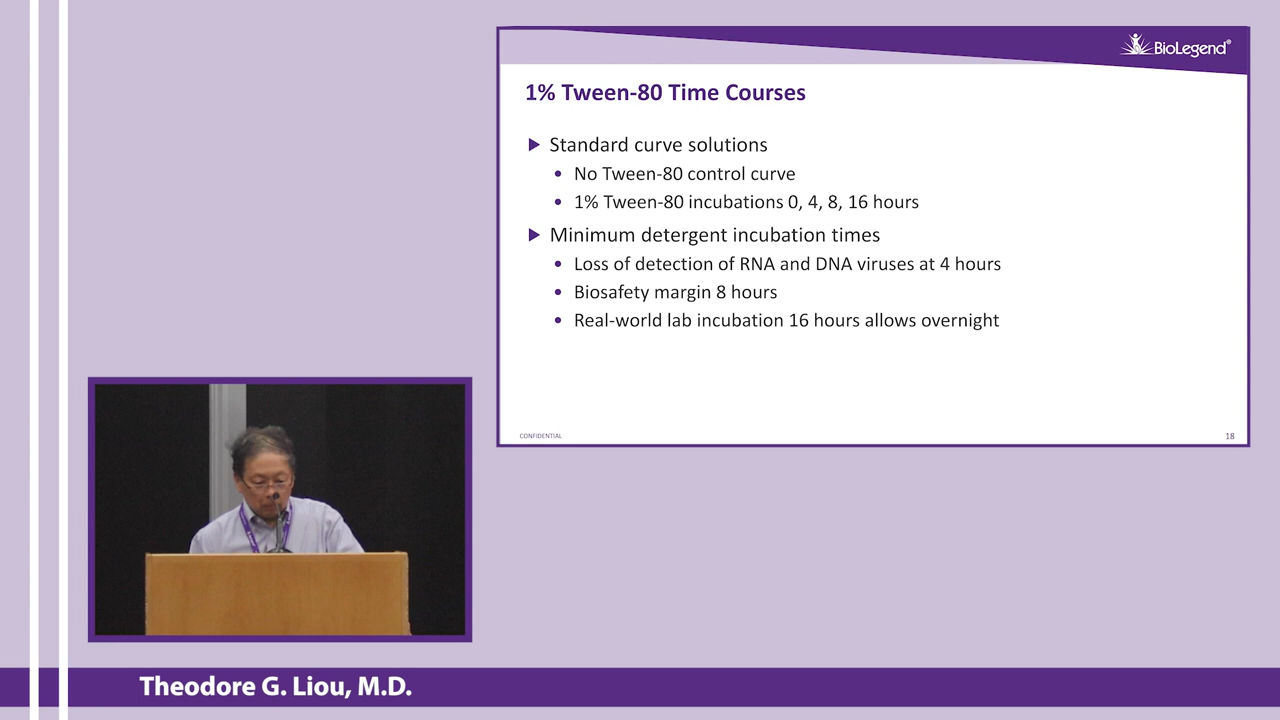 BioLegend®
1% Tween-80 Time Courses
Standard curve solutions
No Tween-80 control curve
1% Tween-80 incubations 0, 4, 8, 16 hours
Minimum detergent incubation times
Loss of detection of RNA and DNA viruses at 4 hours
Biosafety margin 8 hours
Real-world lab incubation 16 hours allows overnight
CONFIDENTIAL
18
Theodore G. Liou, M.D.